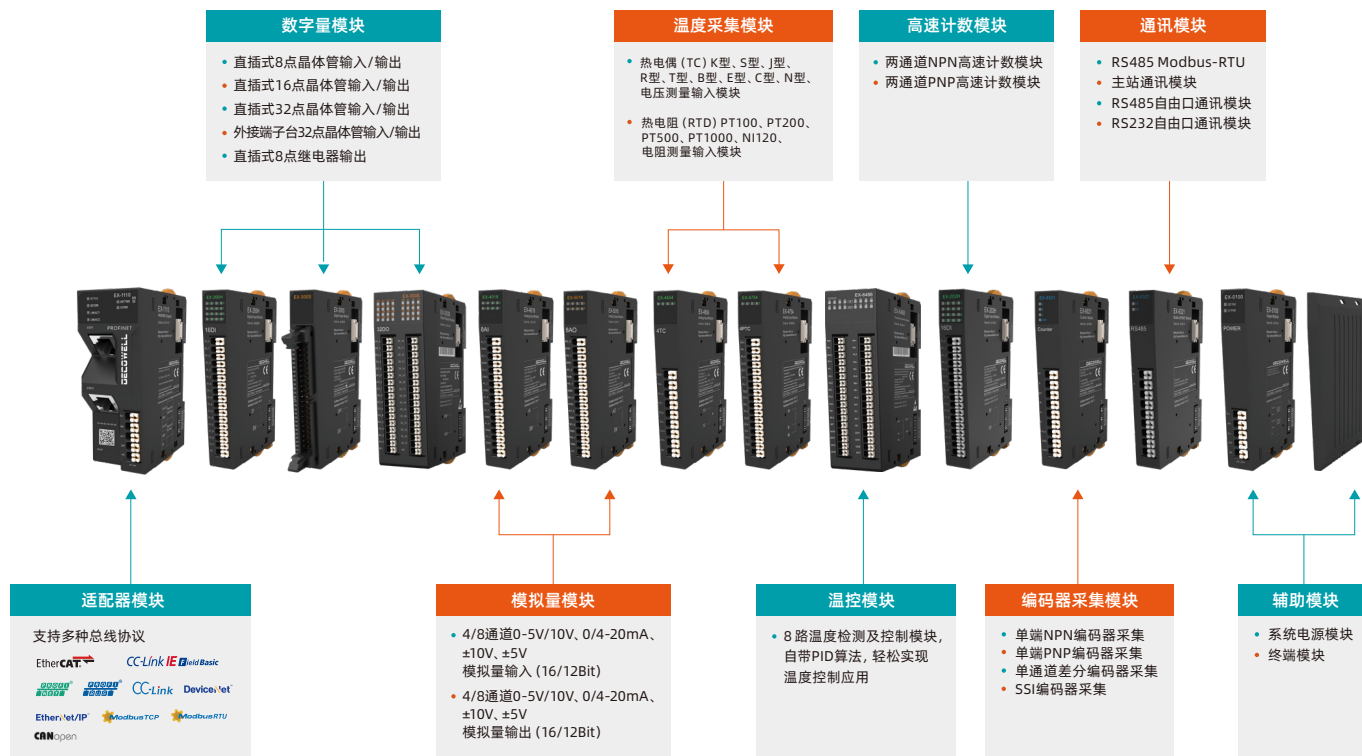 数字量模块
• 直插式8点晶体管输入/输出
• 直插式16点晶体管输入/输出
• 直插式32点晶体管输入/输出
• 外接端子台32点晶体管输入/输出
• 直插式8点继电器输出
温度采集模块
• 热电偶 (TC) K型、S型、J型、
R型、T型、B型、E型、C型、N型、
电压测量输入模块
• 热电阻 (RTD) PT100、PT200、
PT500、PT1000、NI120、
电阻测量输入模块
高速计数模块
• 两通道NPN高速计数模块
• 两通道PNP高速计数模块
通讯模块
• RS485 Modbus-RTU
• 主站通讯模块
• RS485自由口通讯模块
• RS232自由口通讯模块
EX-1110
PROFINET
DECOWELL
16DI
32DO
8AI
8AO
4TC
4PTC
16DI
Counter
RS485
EX-0100
POWER
适配器模块
支持多种总线协议
EtherCAT
CC-Link IE Field Basic
PROFI NET
PROFI BUS
CC-Link
DeviceNet
EtherNet/IP
ModbusTCP
ModbusRTU
CANopen
模拟量模块
• 4/8通道0-5V/10V、0/4-20mA、
±10V、±5V
模拟量输入 (16/12Bit)
• 4/8通道0-5V/10V、0/4-20mA、
±10V、±5V
模拟量输出 (16/12Bit)
温控模块
• 8 路温度检测及控制模块,
自带PID算法, 轻松实现
温度控制应用
编码器采集模块
• 单端NPN编码器采集
• 单端PNP编码器采集
• 单通道差分编码器采集
• SSI编码器采集
辅助模块
• 系统电源模块
• 终端模块